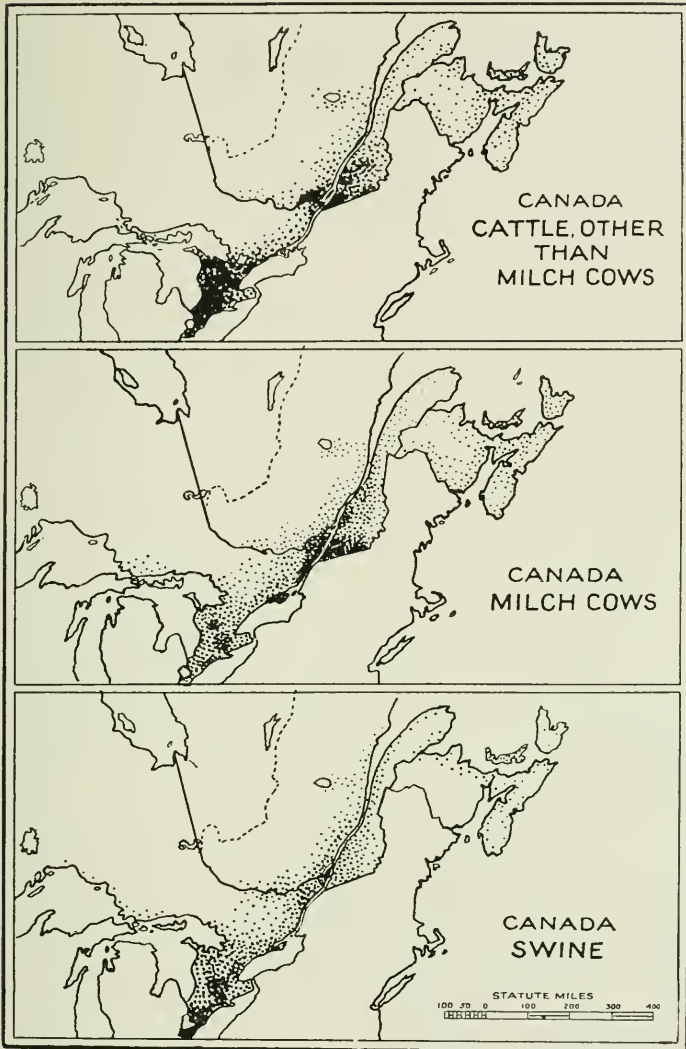 CANADA
CATTLE, OTHER
THAN
MILCH COWS
CANADA
MILCH COWS
CANADA
SWINE
STATUTE MILES
100 50 0 100 200 300 400